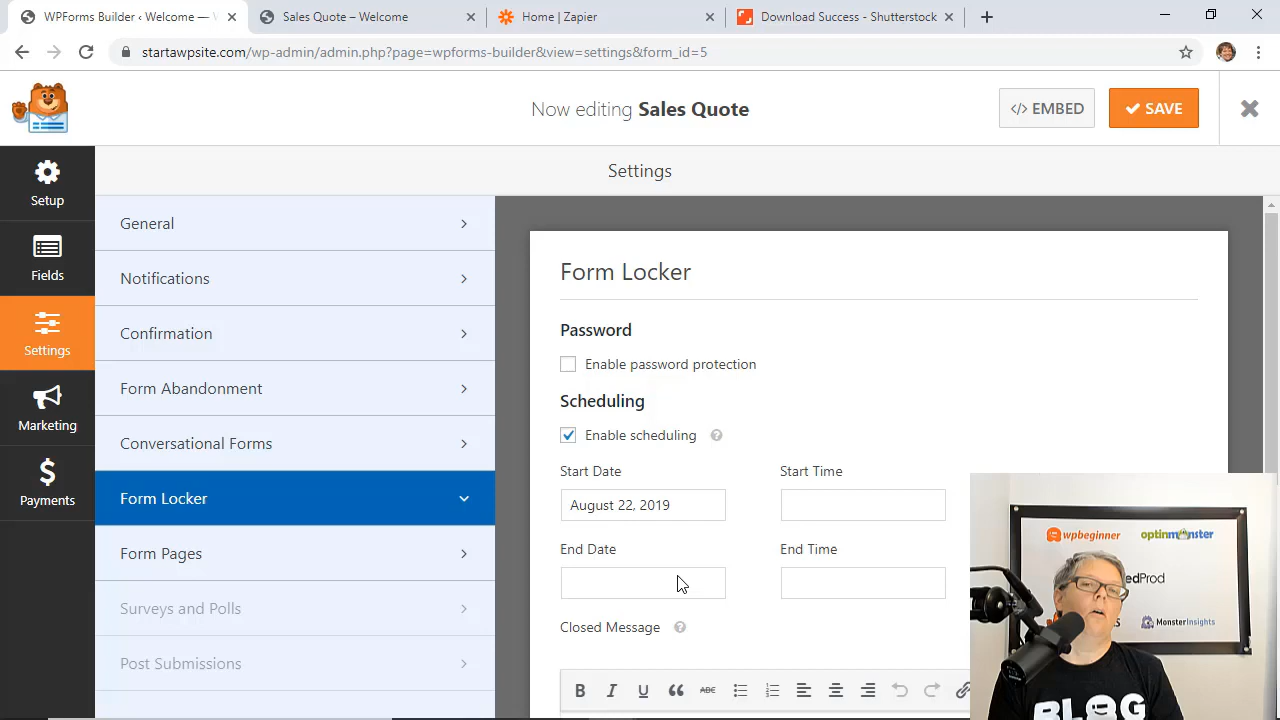 WPForms Builder ‹ Welcome — W
Sales Quote – Welcome
Home | Zapier
Download Success - Shutterstock
startawpsite.com/wp-admin/admin.php?page=wpforms-builder&view=settings&form_id=5
Now editing Sales Quote
</> EMBED
SAVE
Setup
Fields
Settings
Marketing
Payments
Settings
General
Notifications
Confirmation
Form Abandonment
Conversational Forms
Form Locker
Form Pages
Surveys and Polls
Post Submissions
Form Locker
Password
Enable password protection
Scheduling
Enable scheduling
Start Date
Start Time
August 22, 2019
End Date
End Time
Closed Message
B I U ABC
wpbeginner
optinmonster
edProd
MonsterInsights
BLOG